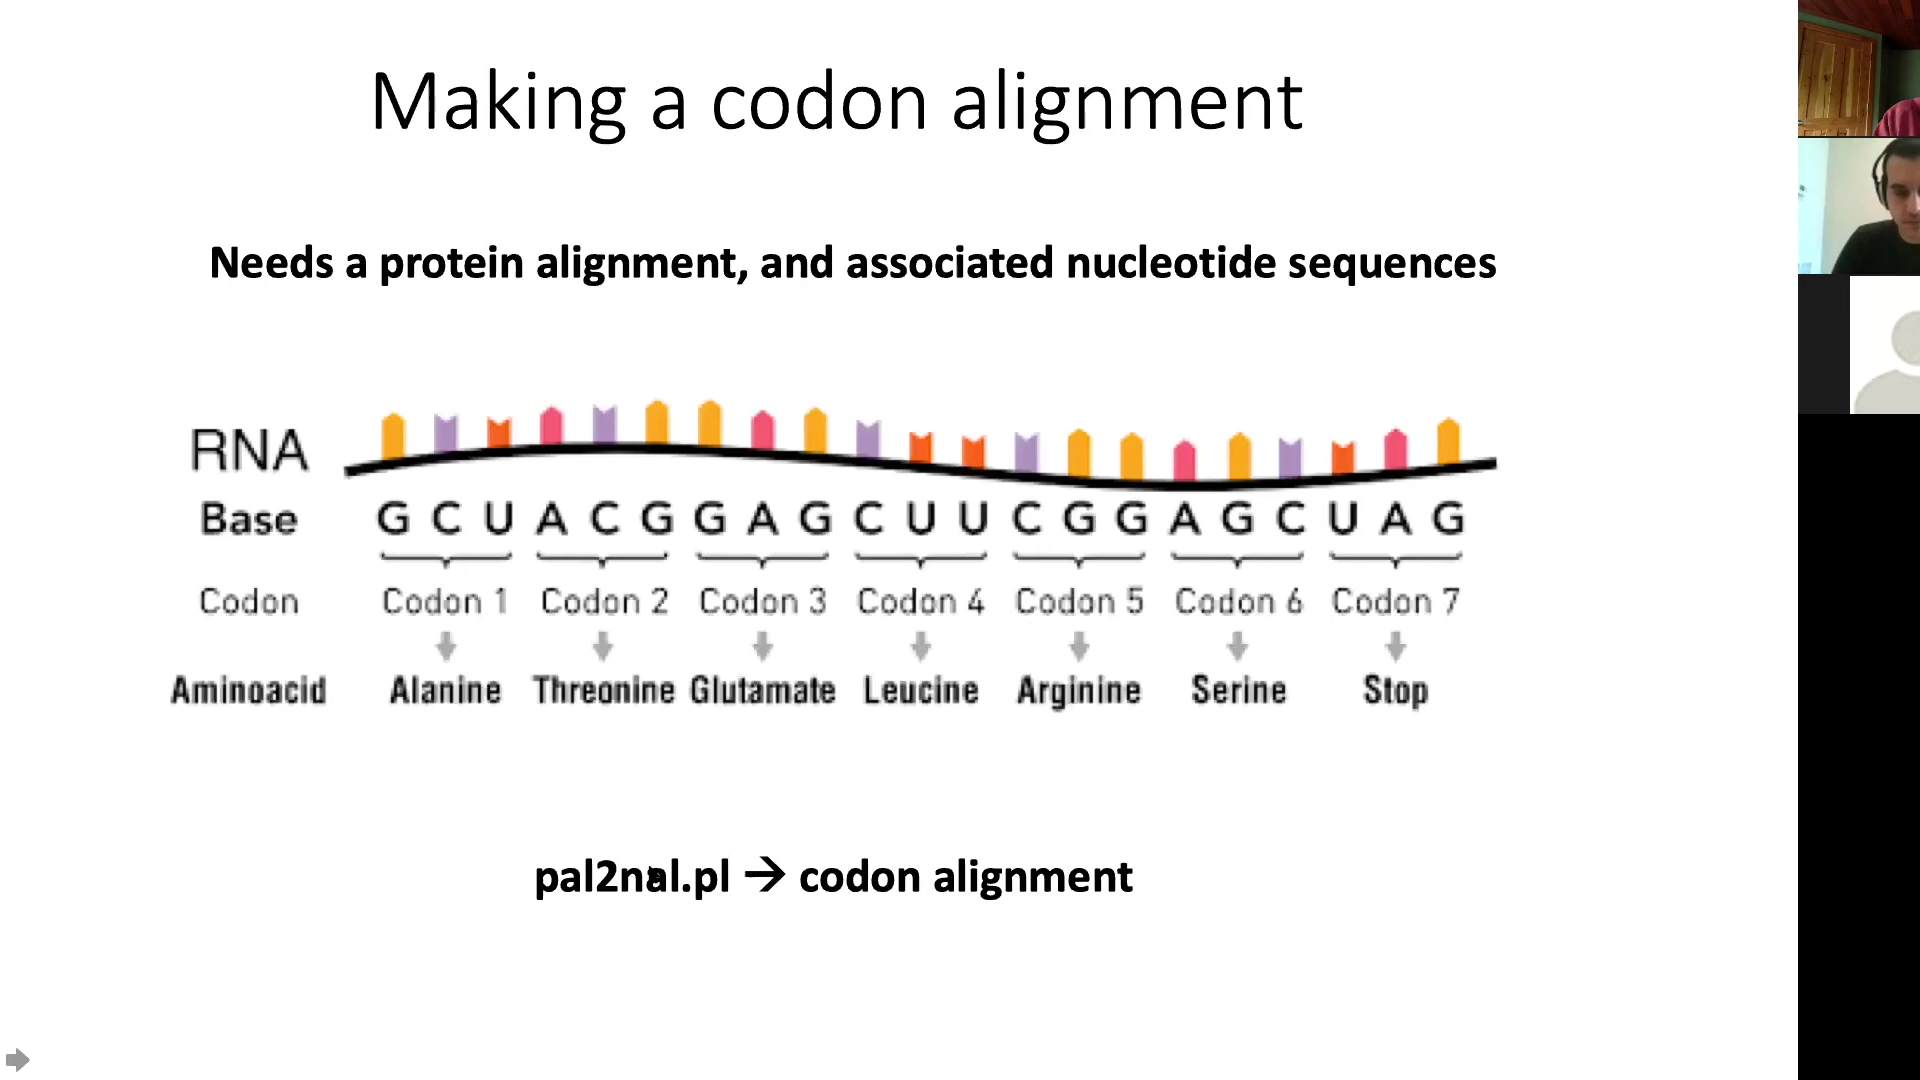 Making a codon alignment
Needs a protein alignment, and associated nucleotide sequences
RNA
Base G C U A C G G A G C U U C G G A G C U A G
Codon Codon 1 Codon 2 Codon 3 Codon 4 Codon 5 Codon 6 Codon 7
Aminoacid Alanine Threonine Glutamate Leucine Arginine Serine Stop
pal2nal.pl → codon alignment